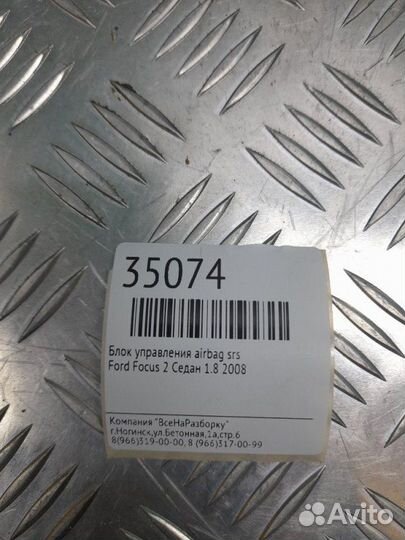 35074
Блок управления airbag srs
Ford Focus 2 Седан 1.8 2008
Компания "ВсеНаРазборку"
г.Ногинск,ул.Бетонная,1а,стр.6
8(966)319-00-00, 8 (966)317-00-99
Avito